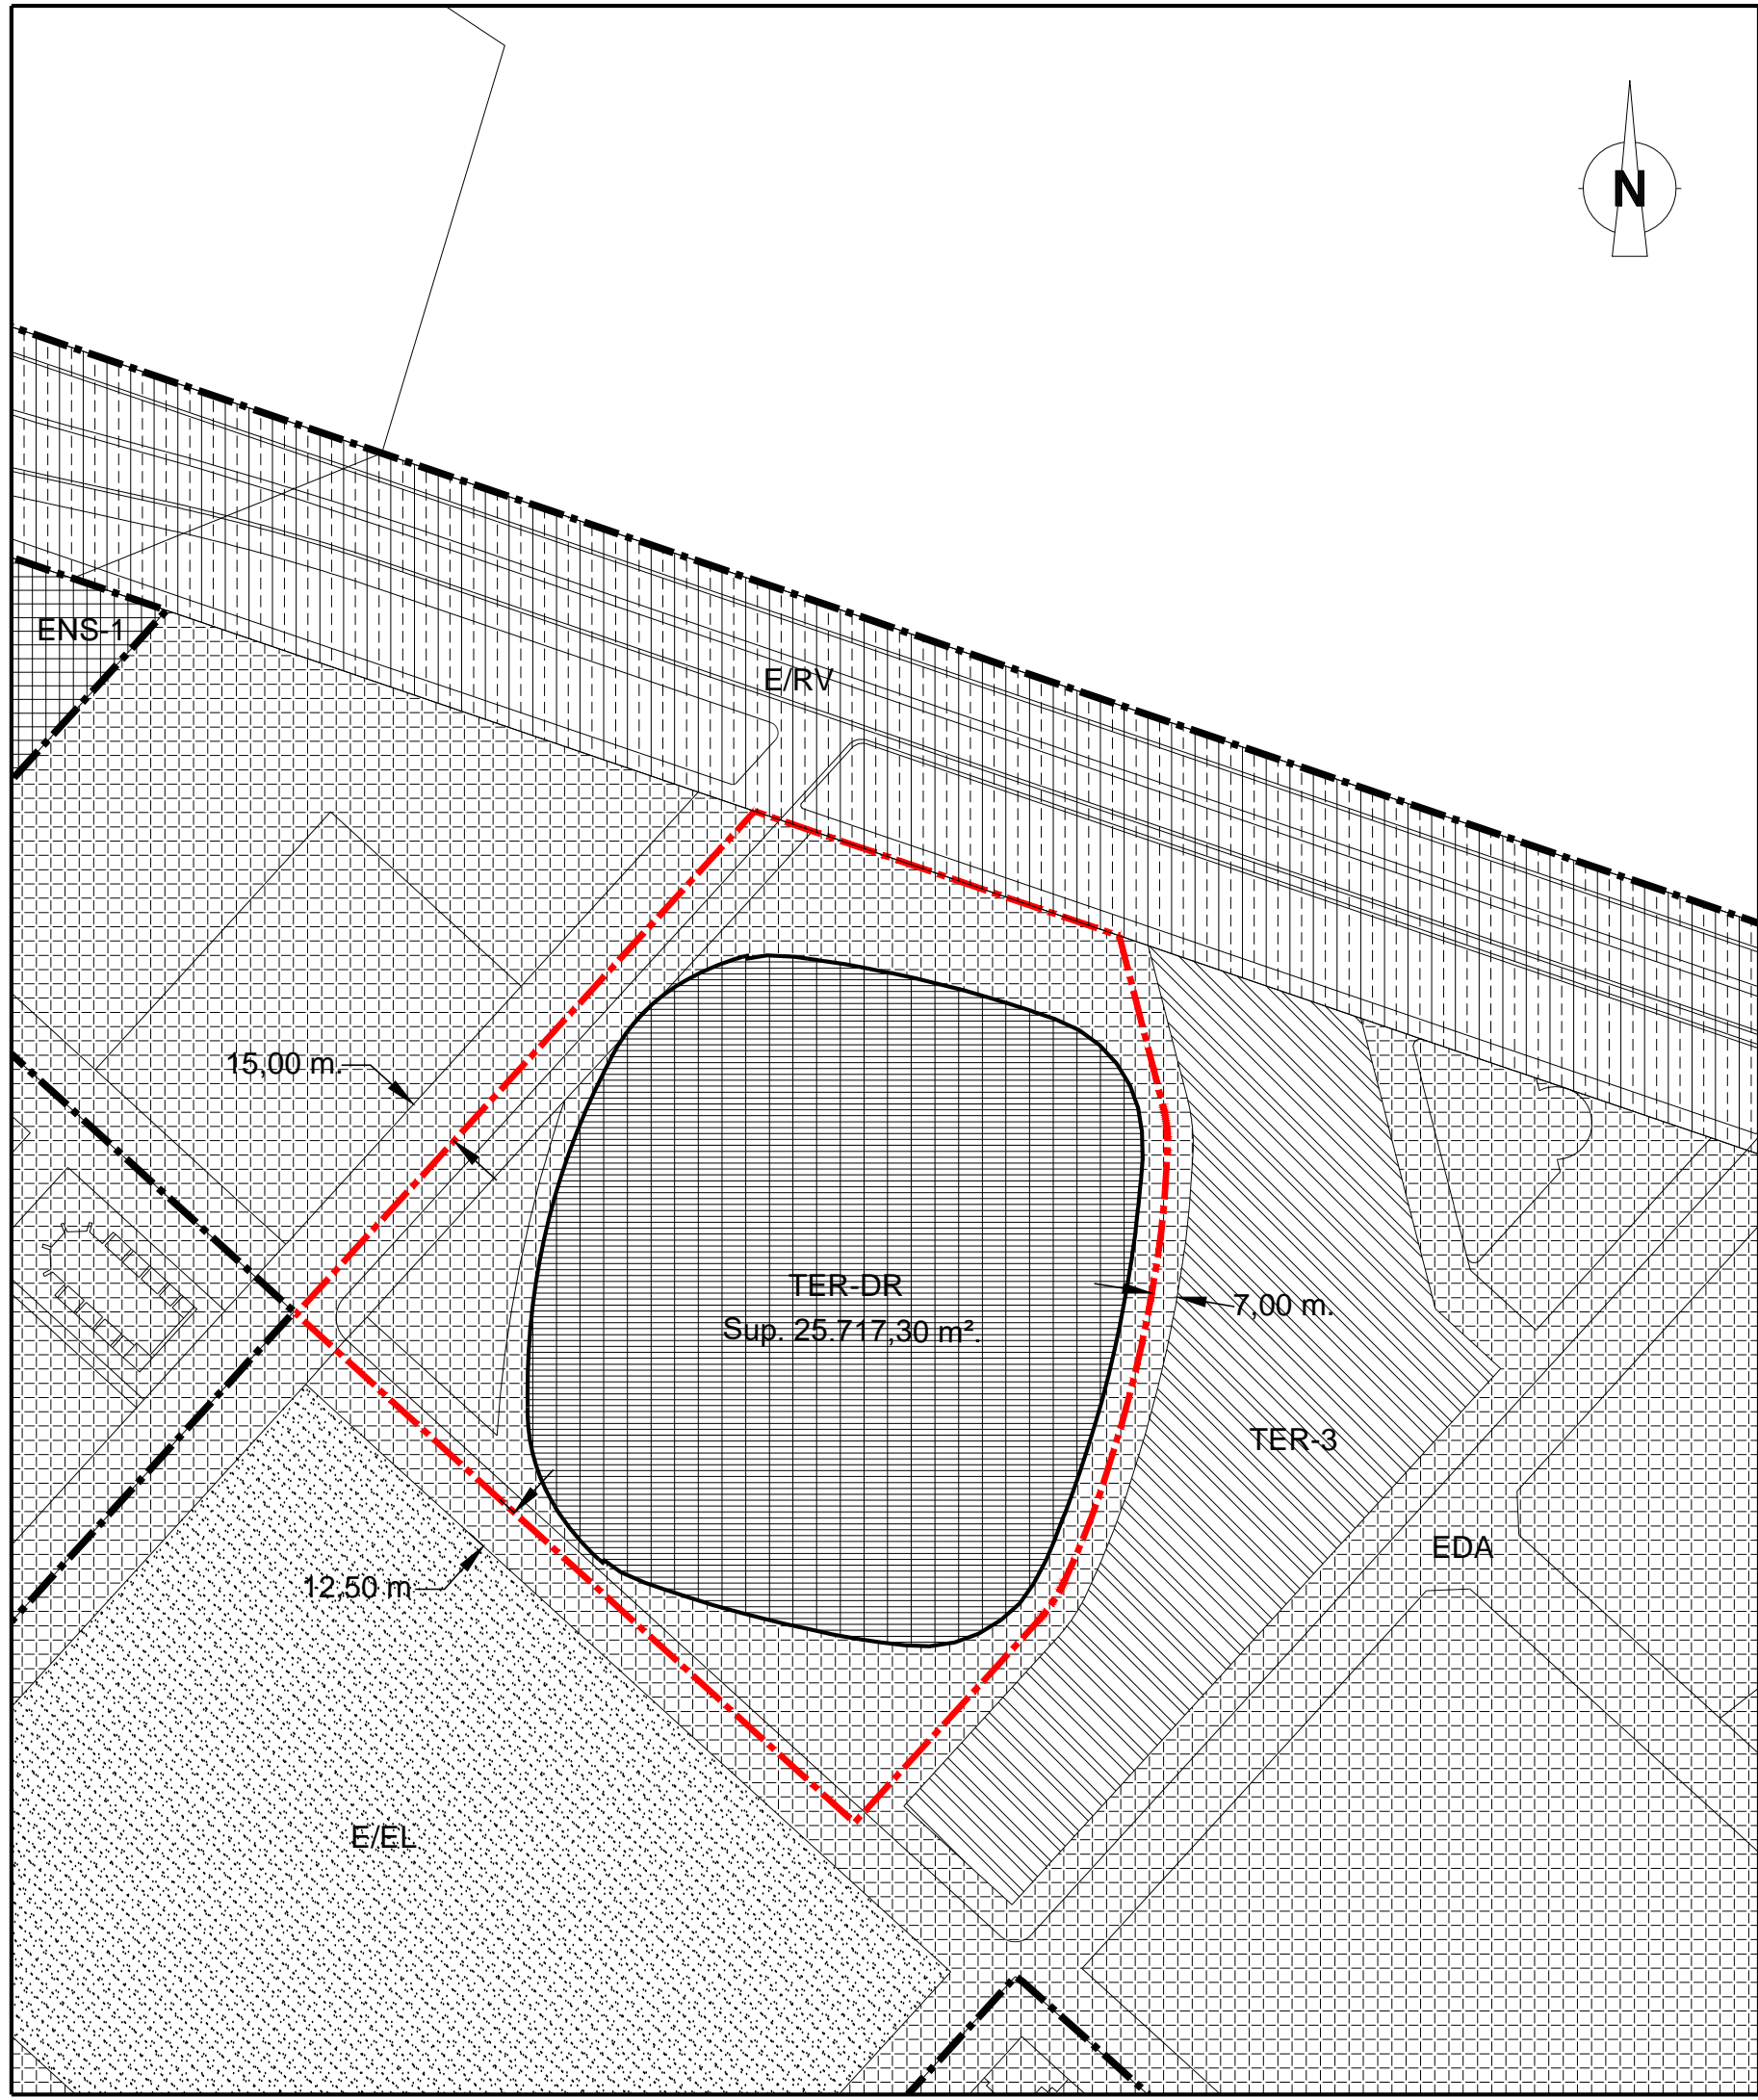 N
ENS-1
E/RV
15,00 m.
TER-DR
Sup. 25.717,30 m².
7,00 m.
TER-3
EDA
12,50 m
E/EL